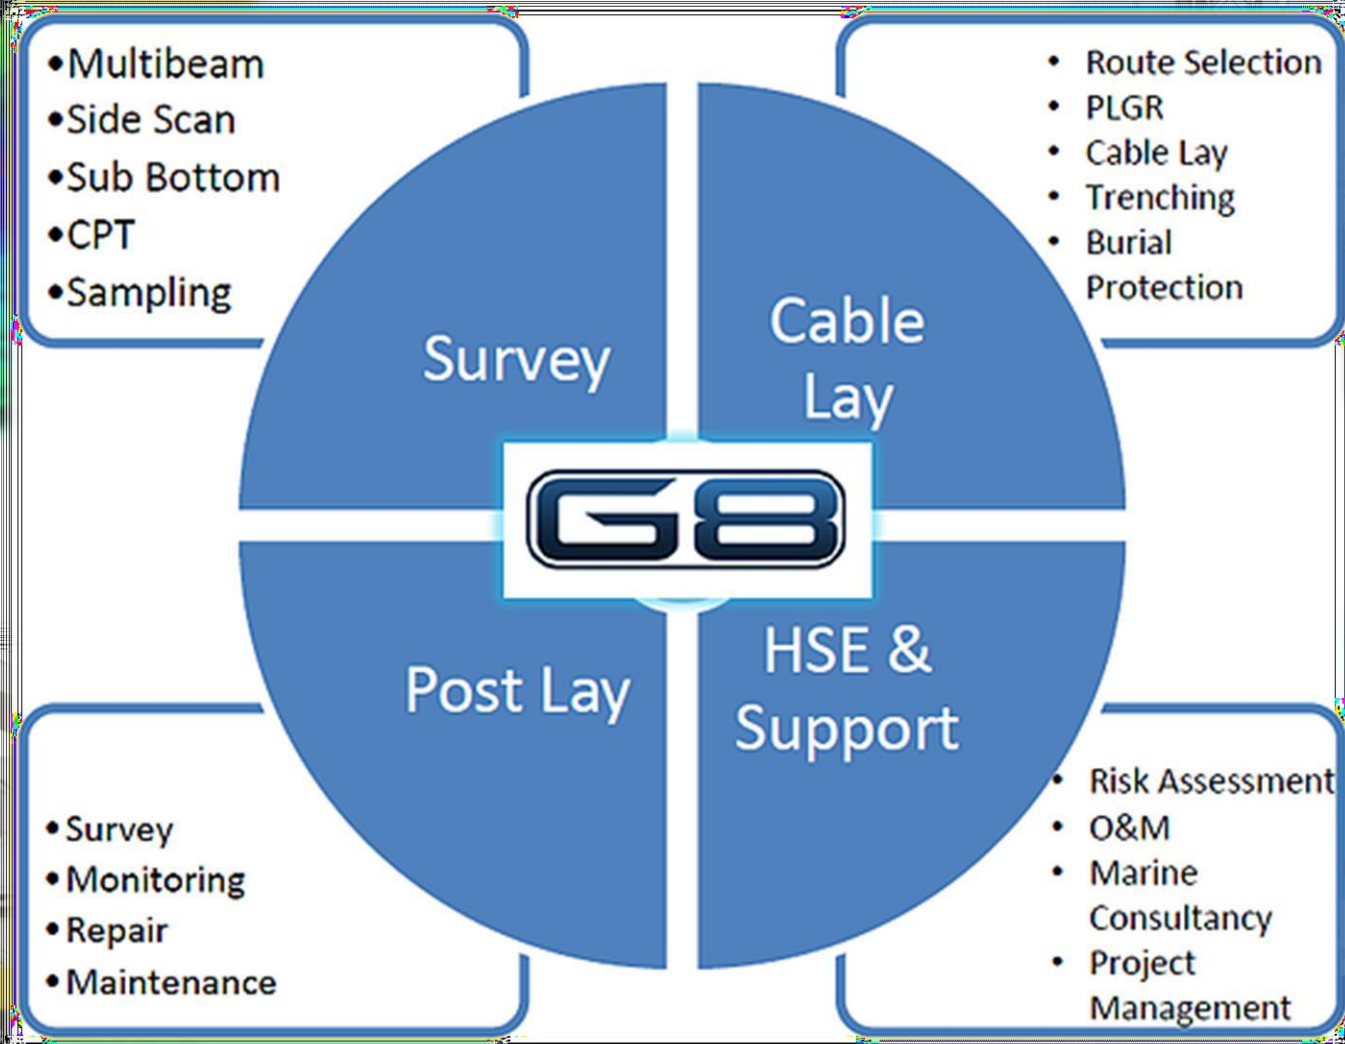 •Multibeam
•Side Scan
•Sub Bottom
•CPT
•Sampling
• Route Selection
• PLGR
• Cable Lay
• Trenching
• Burial
Protection
Survey
Cable
Lay
G8
Post Lay
HSE &
Support
• Survey
• Monitoring
• Repair
• Maintenance
• Risk Assessment
• O&M
• Marine
Consultancy
• Project
Management